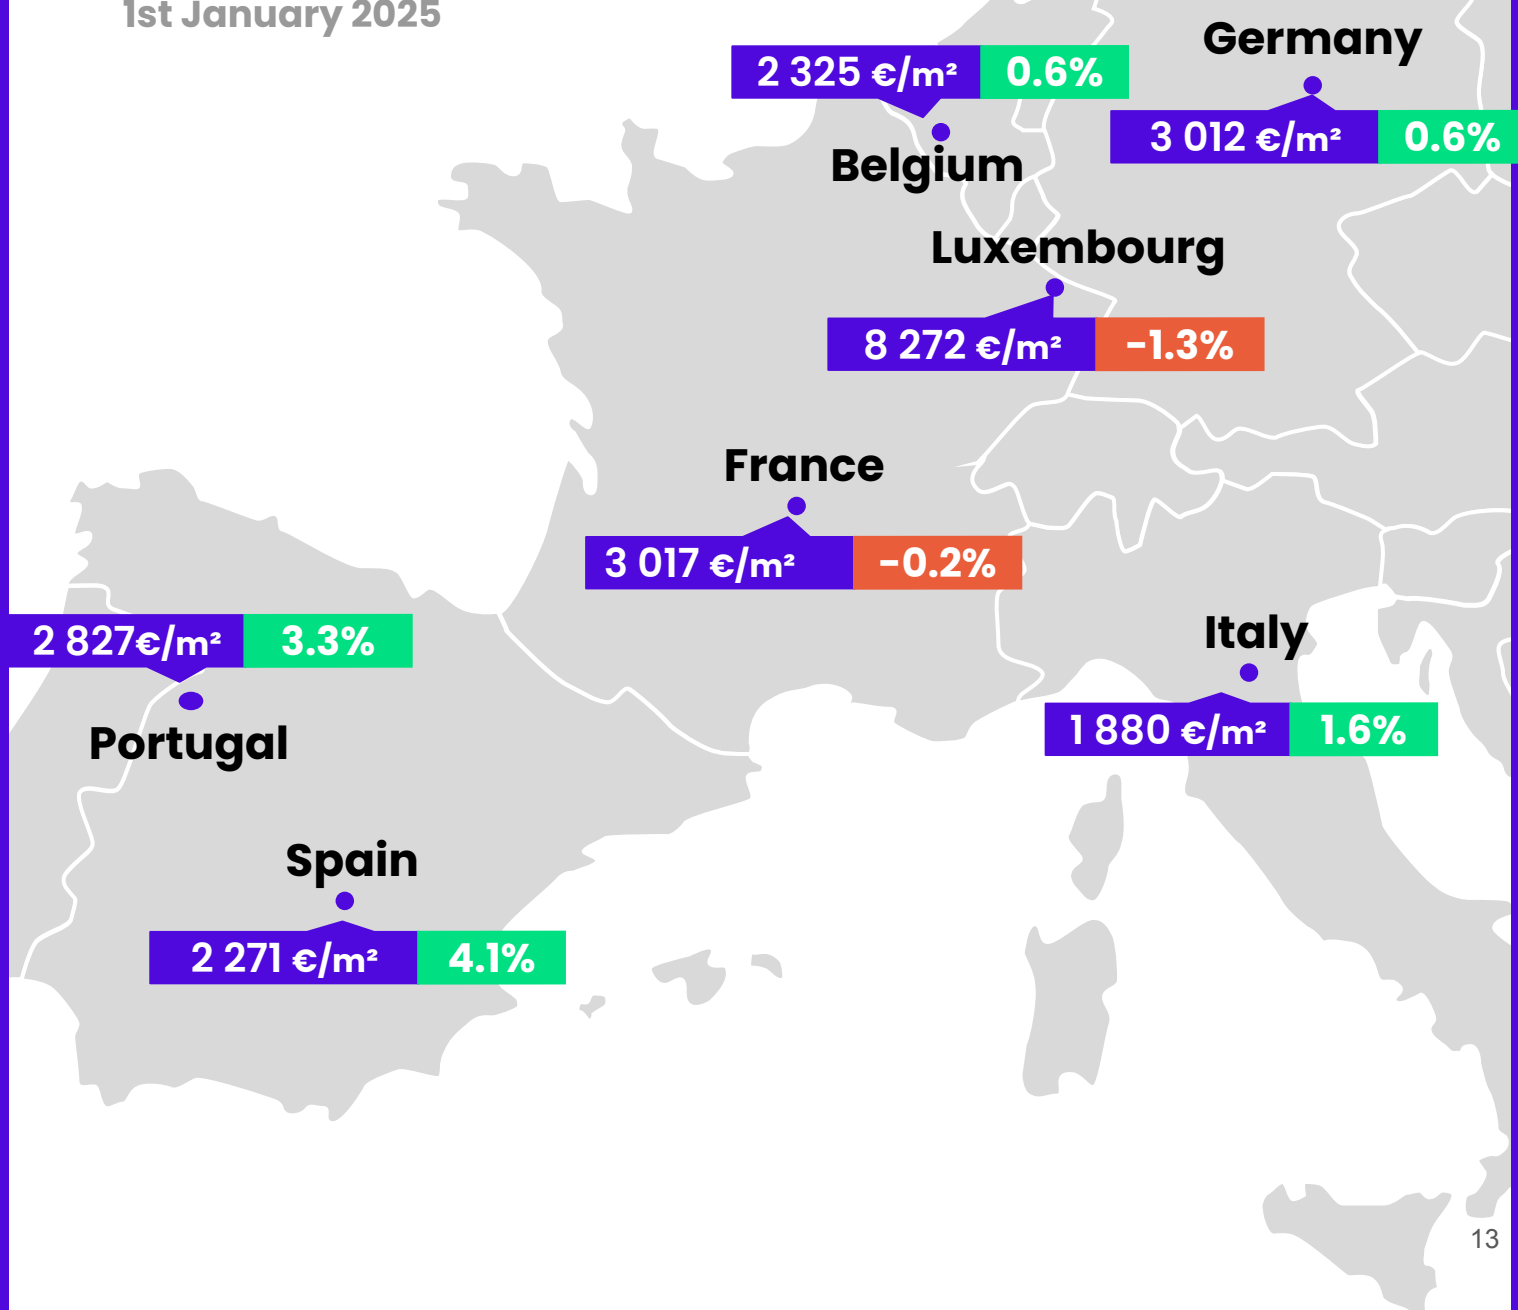 1st January 2025
Germany
2 325 €/m² 0.6%
3 012 €/m² 0.6%
Belgium
Luxembourg
8 272 €/m² -1.3%
France
3 017 €/m² -0.2%
Italy
2 827€/m² 3.3%
1 880 €/m² 1.6%
Portugal
Spain
2 271 €/m² 4.1%
13